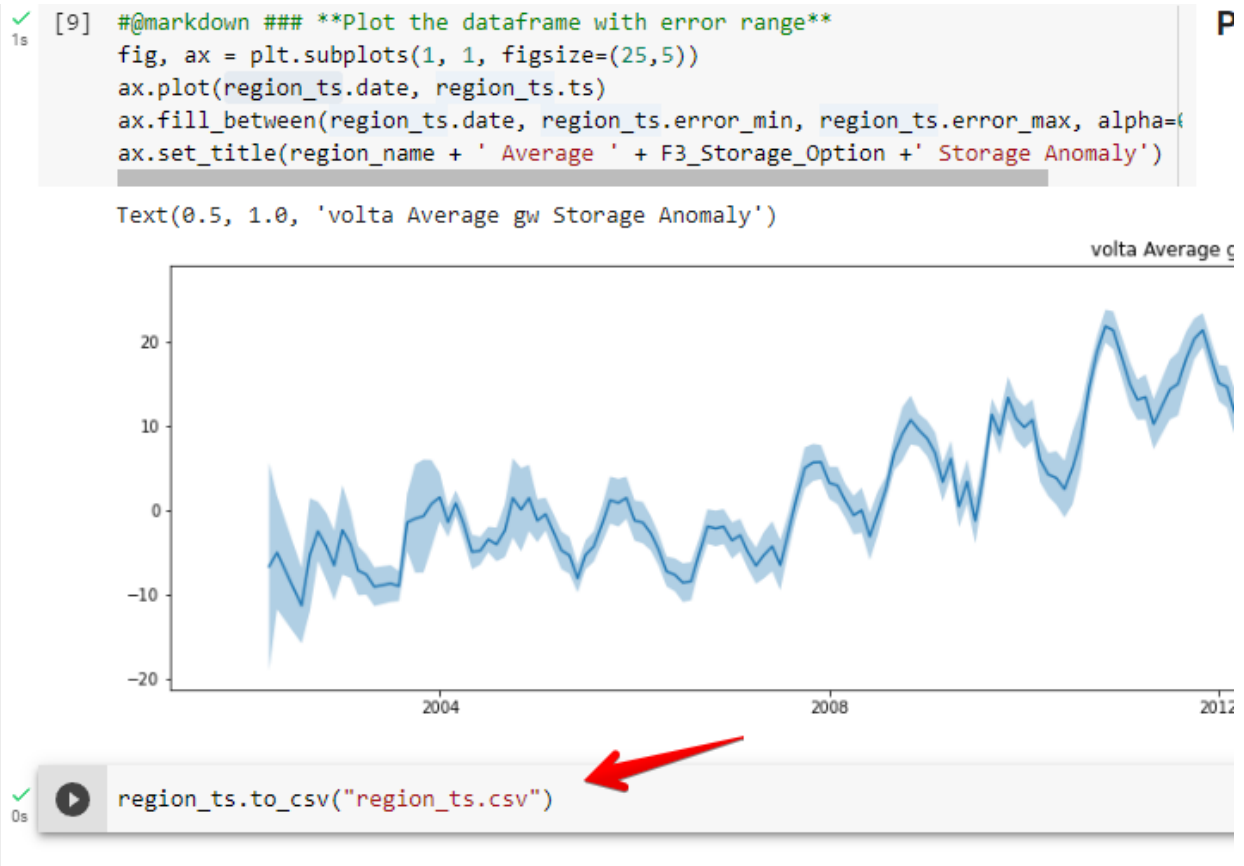 [9] #@markdown ### **Plot the dataframe with error range**
1s
fig, ax = plt.subplots(1, 1, figsize=(25,5))
ax.plot(region_ts.date, region_ts.ts)
ax.fill_between(region_ts.date, region_ts.error_min, region_ts.error_max, alpha=
ax.set_title(region_name + ' Average ' + F3_Storage_Option +' Storage Anomaly')
P
Text(0.5, 1.0, 'volta Average gw Storage Anomaly')
volta Average g
20
10
0
−10
−20
2004 2008 2012
region_ts.to_csv("region_ts.csv")
0s